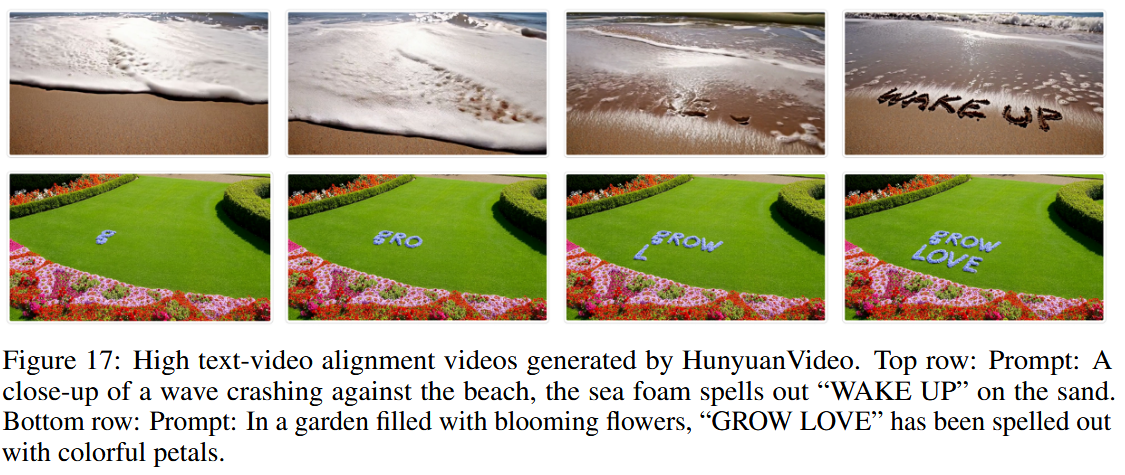 WAKE UP
G
GRO
GROW
L
GROW
LOVE
Figure 17: High text-video alignment videos generated by HunyuanVideo. Top row: Prompt: A
close-up of a wave crashing against the beach, the sea foam spells out “WAKE UP” on the sand.
Bottom row: Prompt: In a garden filled with blooming flowers, “GROW LOVE” has been spelled out
with colorful petals.